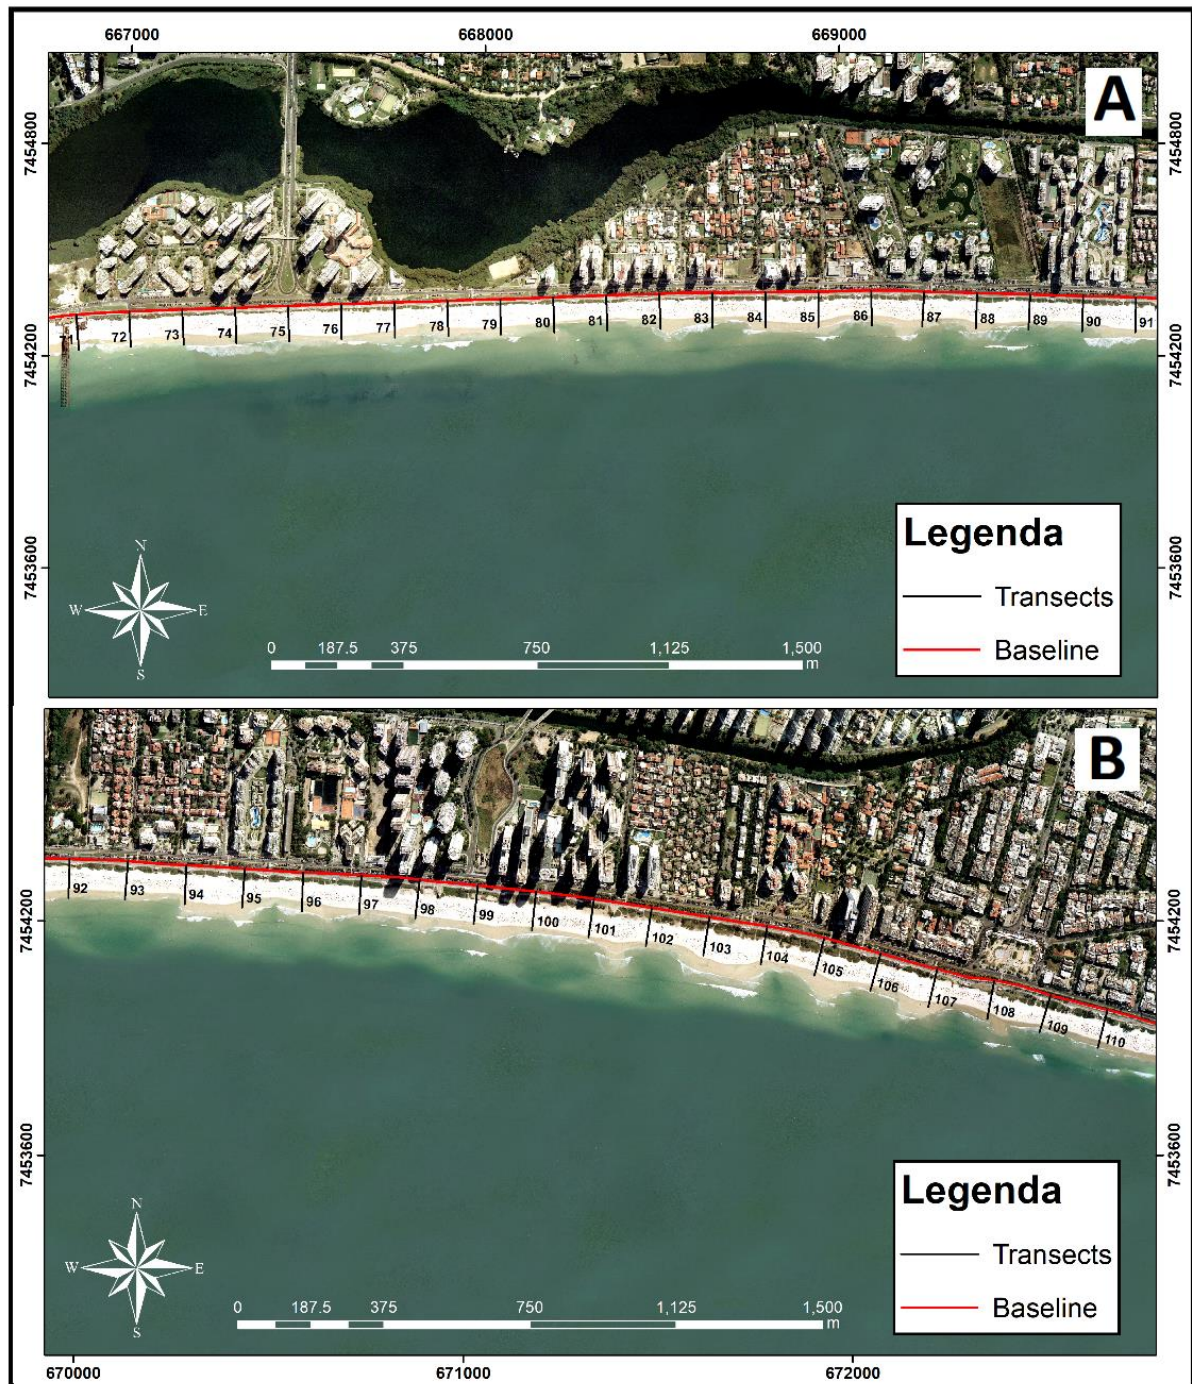 667000 668000 669000
A
7454800 7454800
72 73 74 75 76 77 78 79 80 81 82 83 84 85 86 87 88 89 90 91
7454200 7454200
Legenda
Transects
Baseline
7453600 7453600
N
W E
S
0 187.5 375 750 1,125 1,500
m
B
92 93 94 95 96 97 98 99 100 101 102 103 104 105 106 107 108 109 110
7454200 7454200
7453600 7453600
Legenda
Transects
Baseline
N
W E
S
0 187.5 375 750 1,125 1,500
m
670000 671000 672000